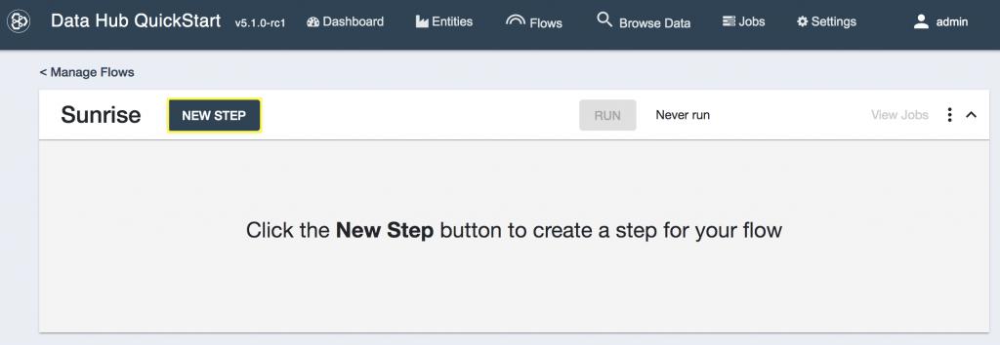 Data Hub QuickStart v5.1.0-rc1 Dashboard Entities Flows Browse Data Jobs Settings admin
< Manage Flows
Sunrise NEW STEP RUN Never run View Jobs
Click the New Step button to create a step for your flow